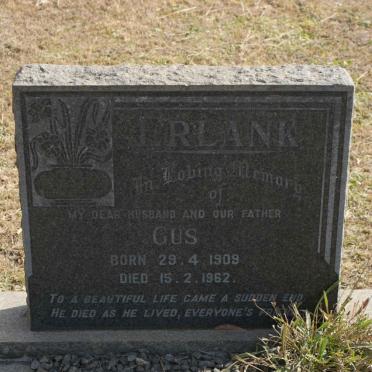 URLANK
In Loving Memory
of
MY DEAR HUSBAND AND OUR FATHER
GUS
BORN 29. 4. 1909
DIED 15. 2. 1962.
TO A BEAUTIFUL LIFE CAME A SUDDEN END
HE DIED AS HE LIVED, EVERYONE'S